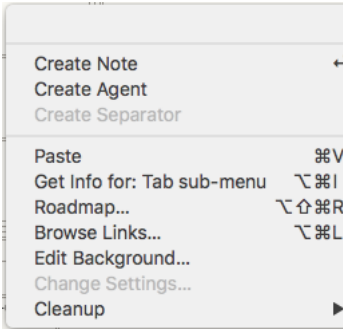 Create Note ↩
Create Agent
Create Separator
Paste ⌘V
Get Info for: Tab sub-menu ⌥⌘I
Roadmap... ⌥⇧⌘R
Browse Links... ⌥⌘L
Edit Background...
Change Settings...
Cleanup ▶